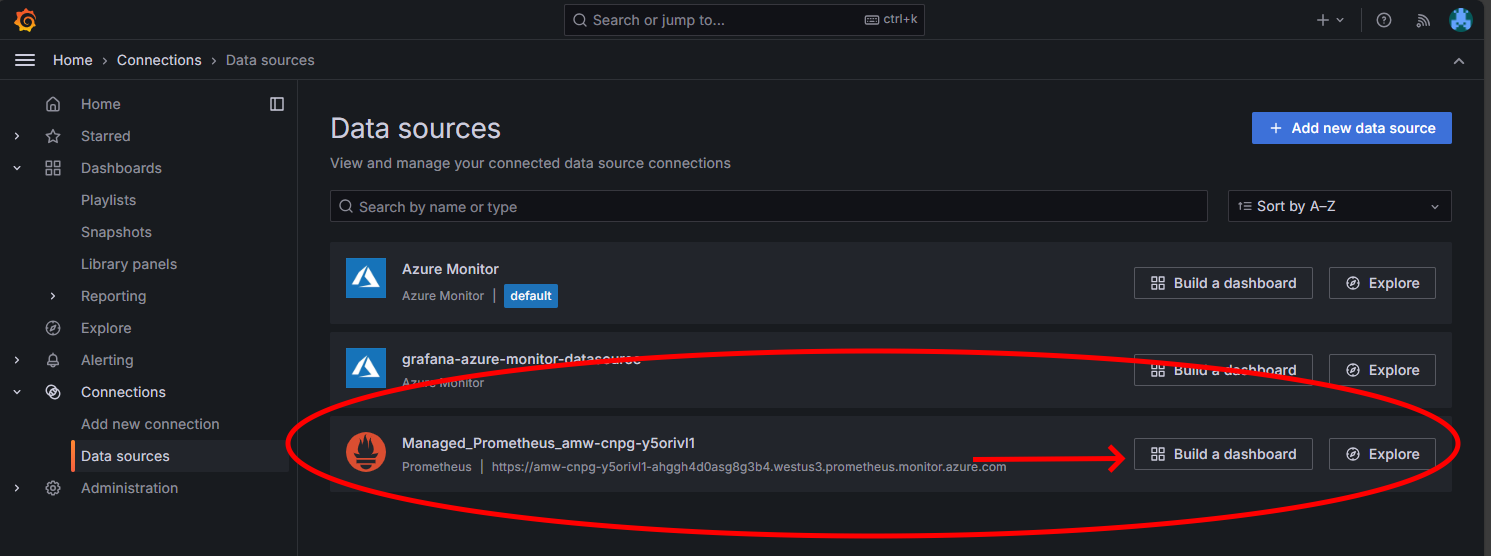 Search or jump to... ctrl+k
Home › Connections › Data sources
Home
Starred
Dashboards
Playlists
Snapshots
Library panels
Reporting
Explore
Alerting
Connections
Add new connection
Data sources
Administration
Data sources
Add new data source
View and manage your connected data source connections
Search by name or type
Sort by A–Z
Azure Monitor
Azure Monitor | default
Build a dashboard
Explore
grafana-azure-monitor-datasource
Azure Monitor
Build a dashboard
Explore
Managed_Prometheus_amw-cnpg-y5orivl1
Prometheus | https://amw-cnpg-y5orivl1-ahggh4d0asg8g3b4.westus3.prometheus.monitor.azure.com
Build a dashboard
Explore